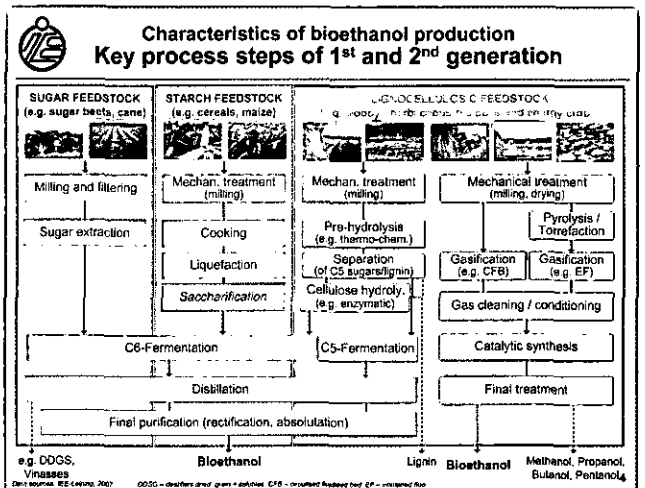 Characteristics of bioethanol production
Key process steps of 1st and 2nd generation
SUGAR FEEDSTOCK
(e.g. sugar beets, cane)
STARCH FEEDSTOCK
(e.g. cereals, maize)
FEEDSTOCK
Milling and filtering
Mechan. treatment
(milling)
Mechan. treatment
(milling)
Mechanical treatment
(milling, drying)
Sugar extraction
Cooking
Pre-hydrolysis
(e.g. thermo-chem.)
Pyrolysis /
Torrefaction
Liquefaction
Separation
(of C5 sugars/lignin)
Gasification
(e.g. CFB)
Gasification
(e.g. EF)
Saccharification
Cellulose hydroly.
(e.g. enzymatic)
Gas cleaning / conditioning
C6-Fermentation
C5-Fermentation
Catalytic synthesis
Distillation
Final treatment
Final purification (rectification, absolutation)
e.g. DDGS,
Vinasses
Bioethanol
Lignin
Bioethanol
Methanol, Propanol,
Butanol, Pentanol
4
2007